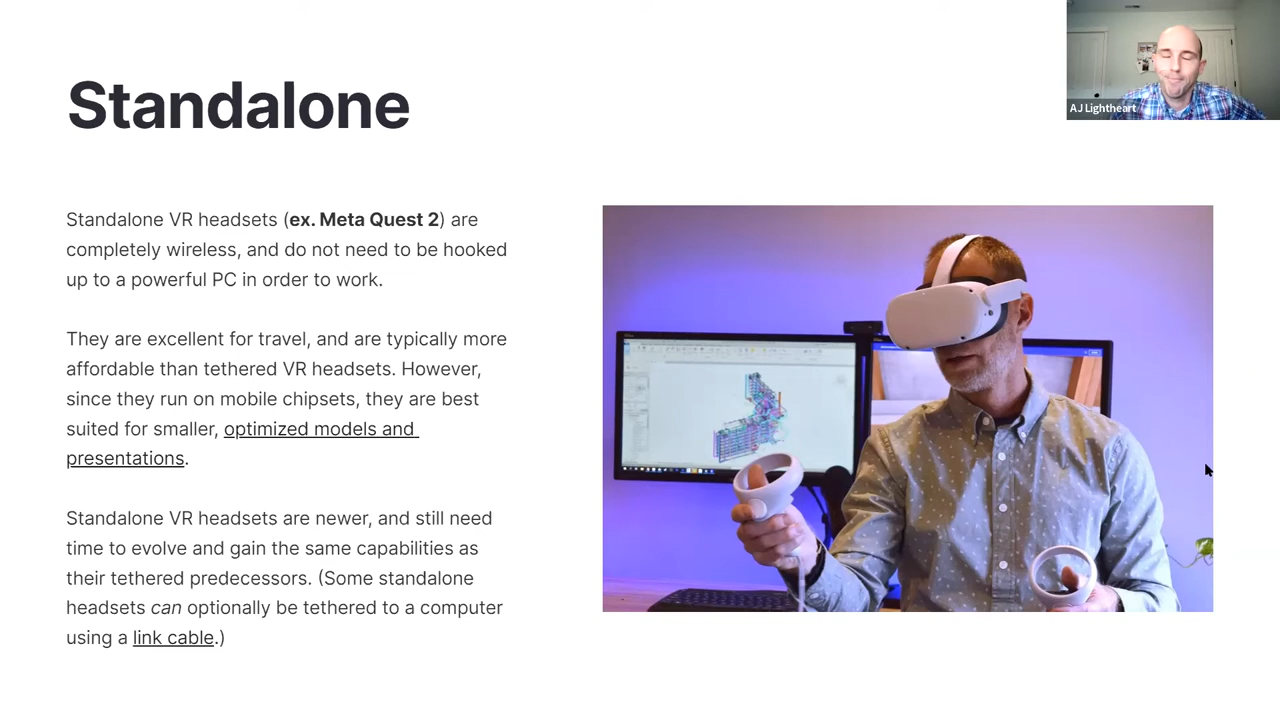 AJ Lightheart
Standalone
Standalone VR headsets (ex. Meta Quest 2) are
completely wireless, and do not need to be hooked
up to a powerful PC in order to work.
They are excellent for travel, and are typically more
affordable than tethered VR headsets. However,
since they run on mobile chipsets, they are best
suited for smaller, optimized models and
presentations.
Standalone VR headsets are newer, and still need
time to evolve and gain the same capabilities as
their tethered predecessors. (Some standalone
headsets can optionally be tethered to a computer
using a link cable.)